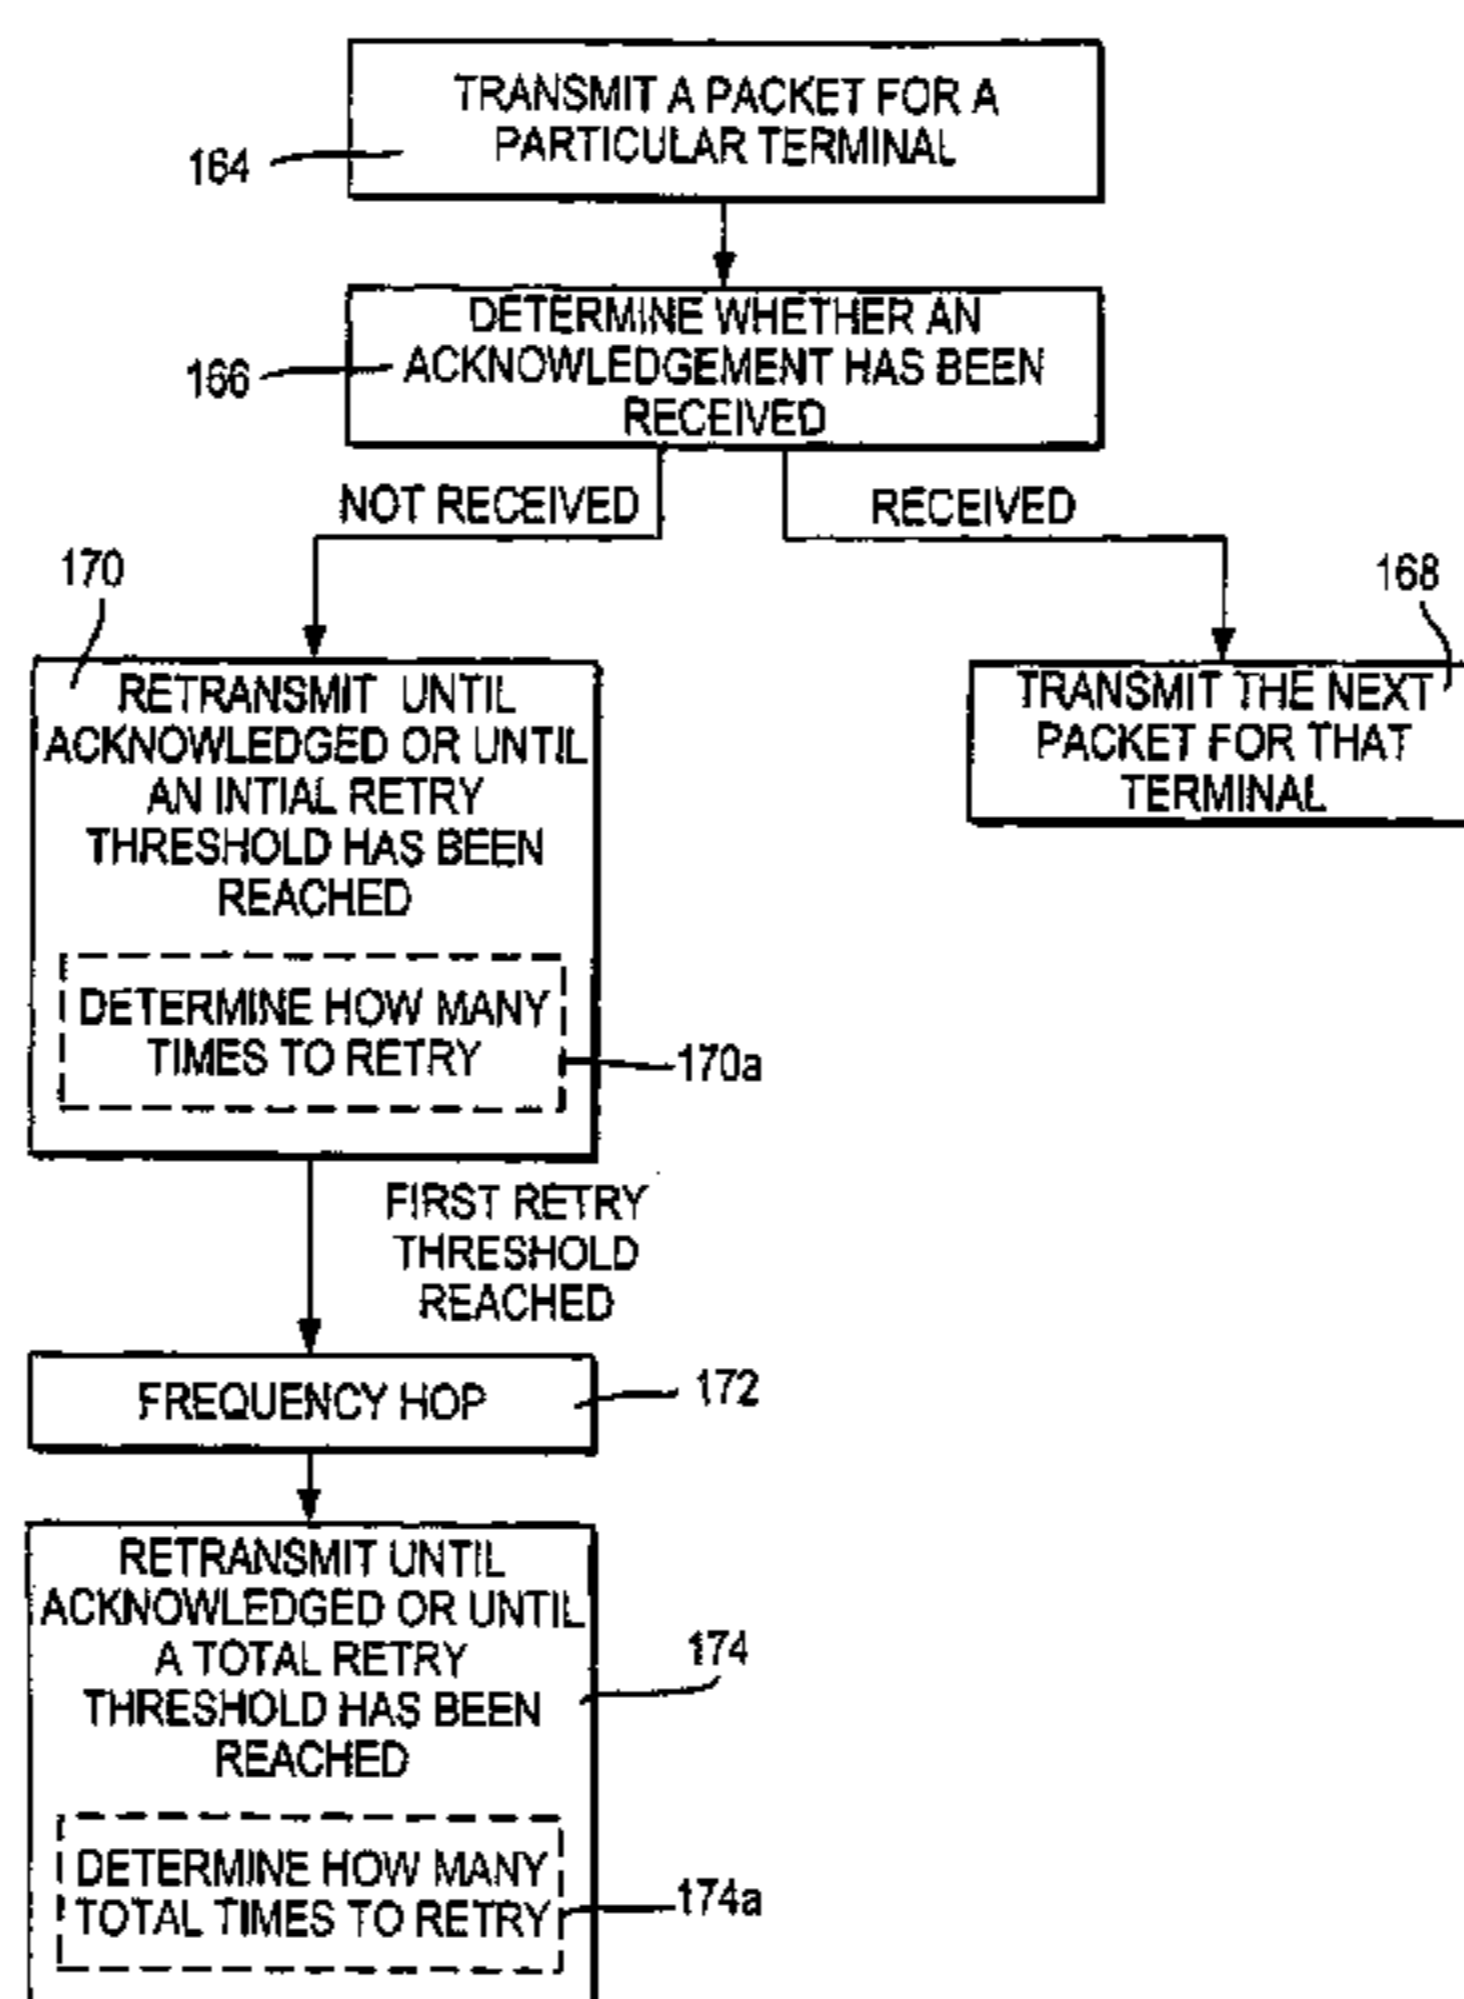 TRANSMIT A PACKET FOR A
PARTICULAR TERMINAL
164
DETERMINE WHETHER AN
ACKNOWLEDGEMENT HAS BEEN
RECEIVED
166
NOT RECEIVED
RECEIVED
170
168
RETRANSMIT UNTIL
ACKNOWLEDGED OR UNTIL
AN INTIAL RETRY
THRESHOLD HAS BEEN
REACHED
TRANSMIT THE NEXT
PACKET FOR THAT
TERMINAL
DETERMINE HOW MANY
TIMES TO RETRY
170a
FIRST RETRY
THRESHOLD
REACHED
FREQUENCY HOP
172
RETRANSMIT UNTIL
ACKNOWLEDGED OR UNTIL
A TOTAL RETRY
THRESHOLD HAS BEEN
REACHED
174
DETERMINE HOW MANY
TOTAL TIMES TO RETRY
174a